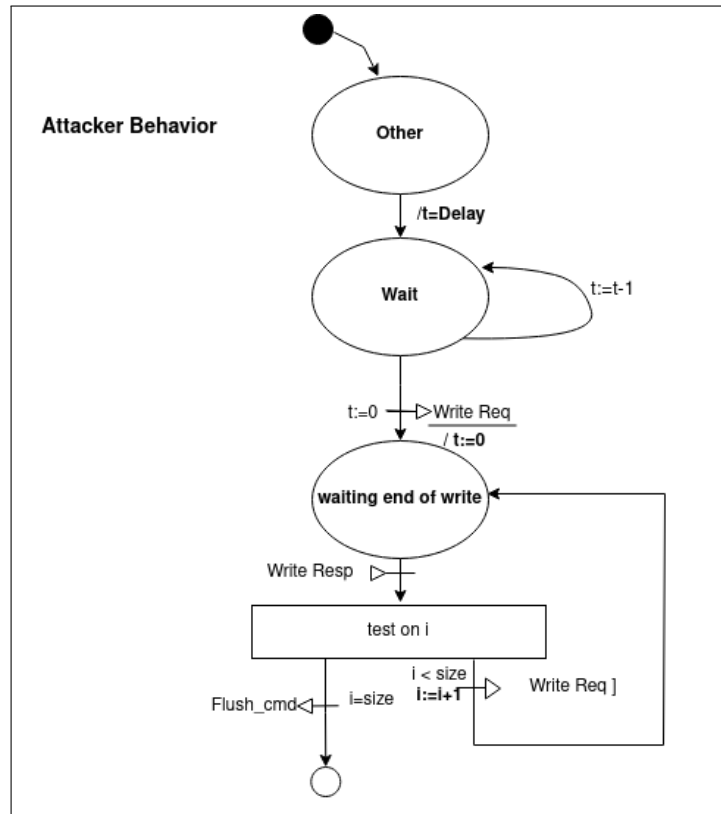 Attacker Behavior
Other
/t=Delay
Wait
t:=t-1
t:=0
Write Req
/ t:=0
waiting end of write
Write Resp
test on i
i < size
i:=i+1
Write Req ]
Flush_cmd
i=size